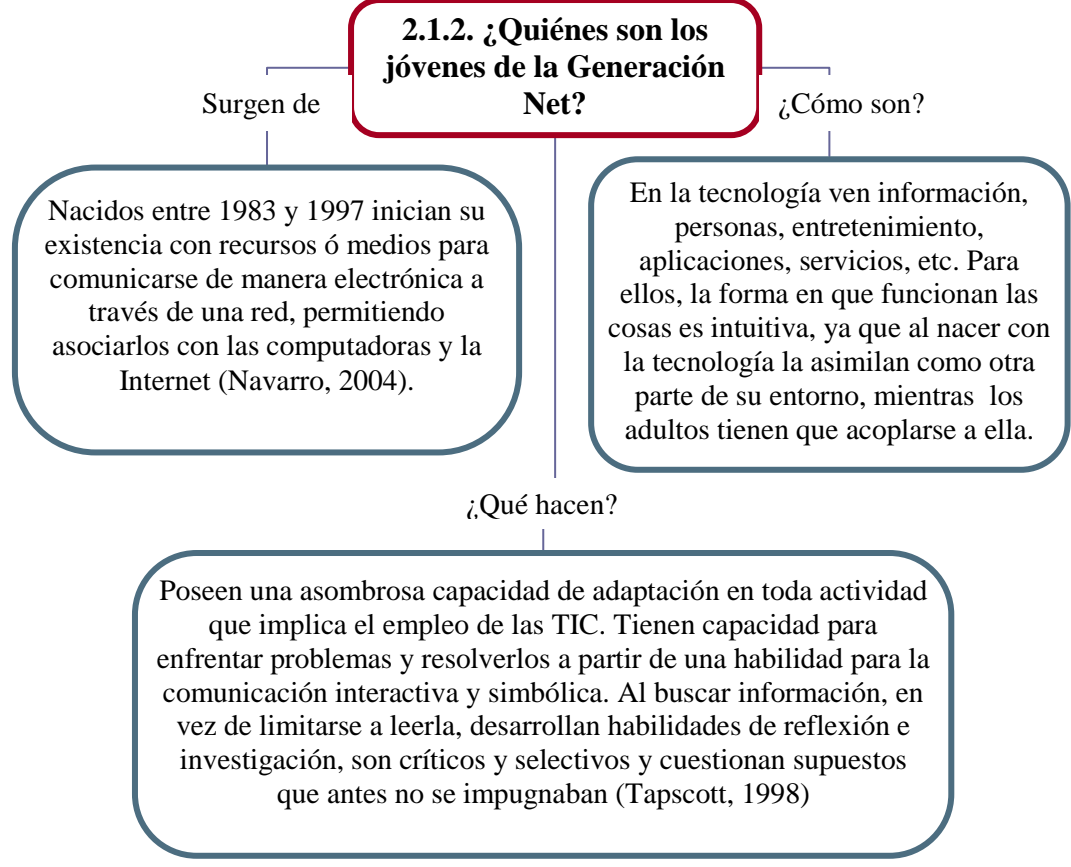 2.1.2. ¿Quiénes son los
jóvenes de la Generación
Net?
Surgen de
Nacidos entre 1983 y 1997 inician su
existencia con recursos ó medios para
comunicarse de manera electrónica a
través de una red, permitiendo
asociarlos con las computadoras y la
Internet (Navarro, 2004).
¿Cómo son?
En la tecnología ven información,
personas, entretenimiento,
aplicaciones, servicios, etc. Para
ellos, la forma en que funcionan las
cosas es intuitiva, ya que al nacer con
la tecnología la asimilan como otra
parte de su entorno, mientras los
adultos tienen que acoplarse a ella.
¿Qué hacen?
Poseen una asombrosa capacidad de adaptación en toda actividad
que implica el empleo de las TIC. Tienen capacidad para
enfrentar problemas y resolverlos a partir de una habilidad para la
comunicación interactiva y simbólica. Al buscar información, en
vez de limitarse a leerla, desarrollan habilidades de reflexión e
investigación, son críticos y selectivos y cuestionan supuestos
que antes no se impugnaban (Tapscott, 1998)